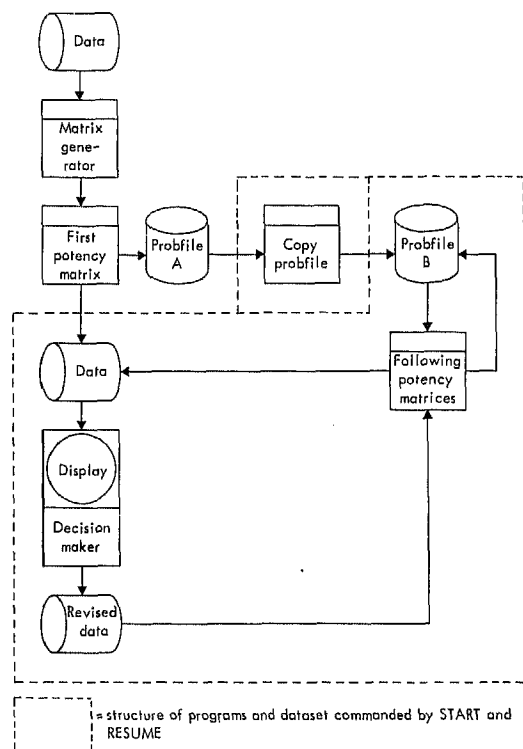 Data
Matrix
gene-
rator
First
potency
matrix
Probfile
A
Copy
probfile
Probfile
B
Data
Following
potency
matrices
Display
Decision
maker
Revised
data
= structure of programs and dataset commanded by START and
RESUME